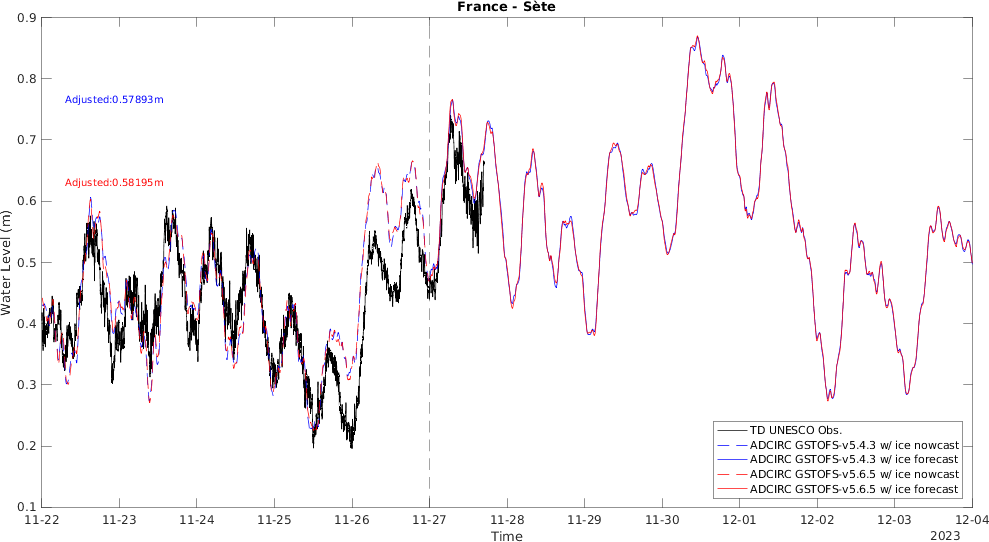 France - Sète
0.9
0.8
0.7
0.6
0.5
0.4
0.3
0.2
0.1
Water Level (m)
Adjusted:0.57893m
Adjusted:0.58195m
TD UNESCO Obs.
ADCIRC GSTOFS-v5.4.3 w/ ice nowcast
ADCIRC GSTOFS-v5.4.3 w/ ice forecast
ADCIRC GSTOFS-v5.6.5 w/ ice nowcast
ADCIRC GSTOFS-v5.6.5 w/ ice forecast
11-22 11-23 11-24 11-25 11-26 11-27 11-28 11-29 11-30 12-01 12-02 12-03 12-04
Time
2023